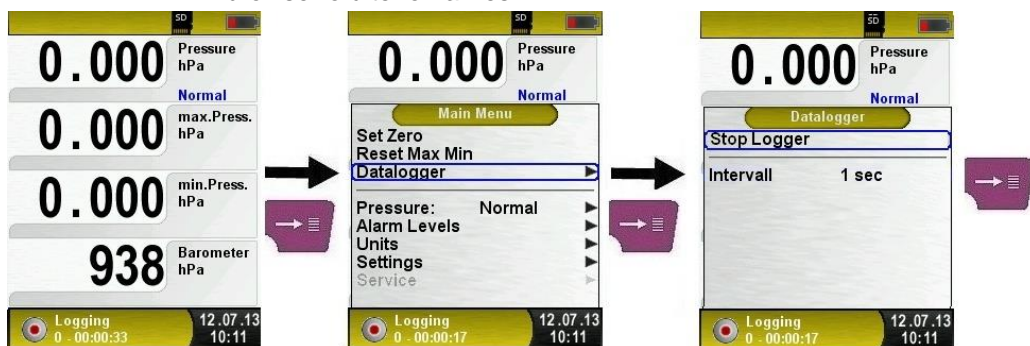 SD
0.000 Pressure
hPa
Normal
0.000 max.Press.
hPa
0.000 min.Press.
hPa
938 Barometer
hPa
Logging 12.07.13
0 - 00:00:33 10:11
SD
0.000 Pressure
hPa
Normal
Main Menu
Set Zero
Reset Max Min
Datalogger
Pressure: Normal
Alarm Levels
Units
Settings
Service
Logging 12.07.13
0 - 00:00:17 10:11
SD
0.000 Pressure
hPa
Normal
Datalogger
Stop Logger
Intervall 1 sec
Logging 12.07.13
0 - 00:00:17 10:11